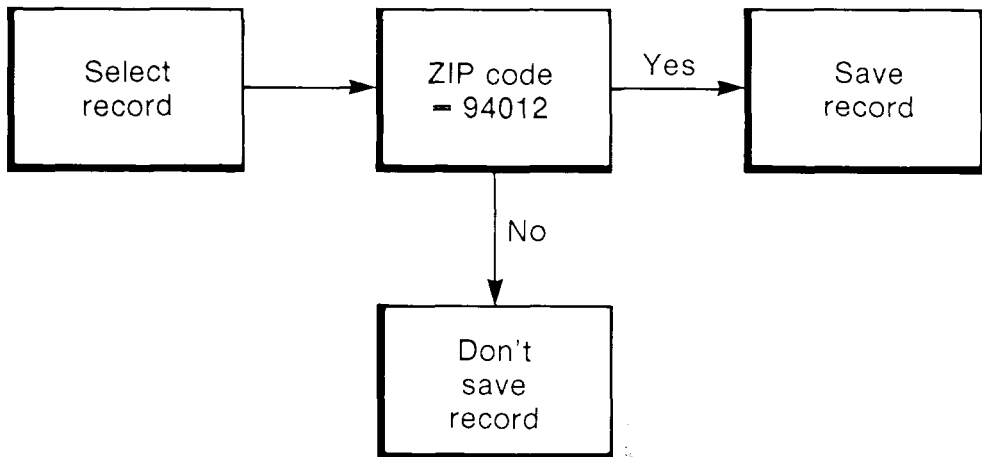 Select
record
ZIP code
= 94012
Yes
Save
record
No
Don't
save
record